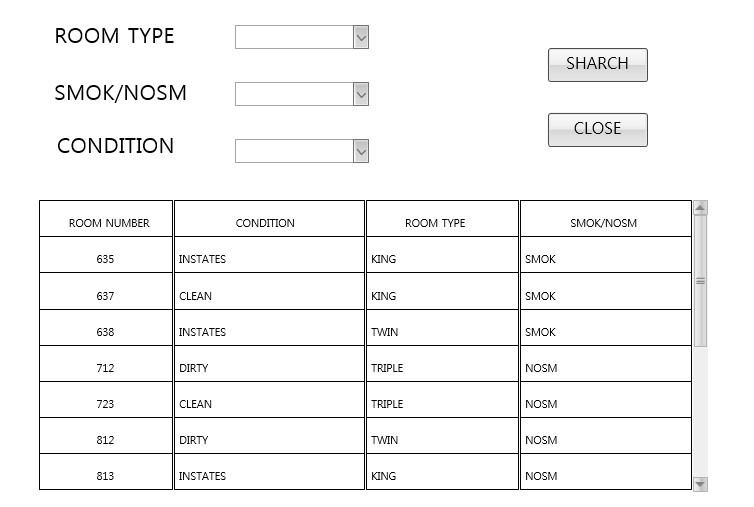 ROOM TYPE
SHARCH
SMOK/NOSM
CLOSE
CONDITION
ROOM NUMBER CONDITION ROOM TYPE SMOK/NOSM
635 INSTATES KING SMOK
637 CLEAN KING SMOK
638 INSTATES TWIN SMOK
712 DIRTY TRIPLE NOSM
723 CLEAN TRIPLE NOSM
812 DIRTY TWIN NOSM
813 INSTATES KING NOSM